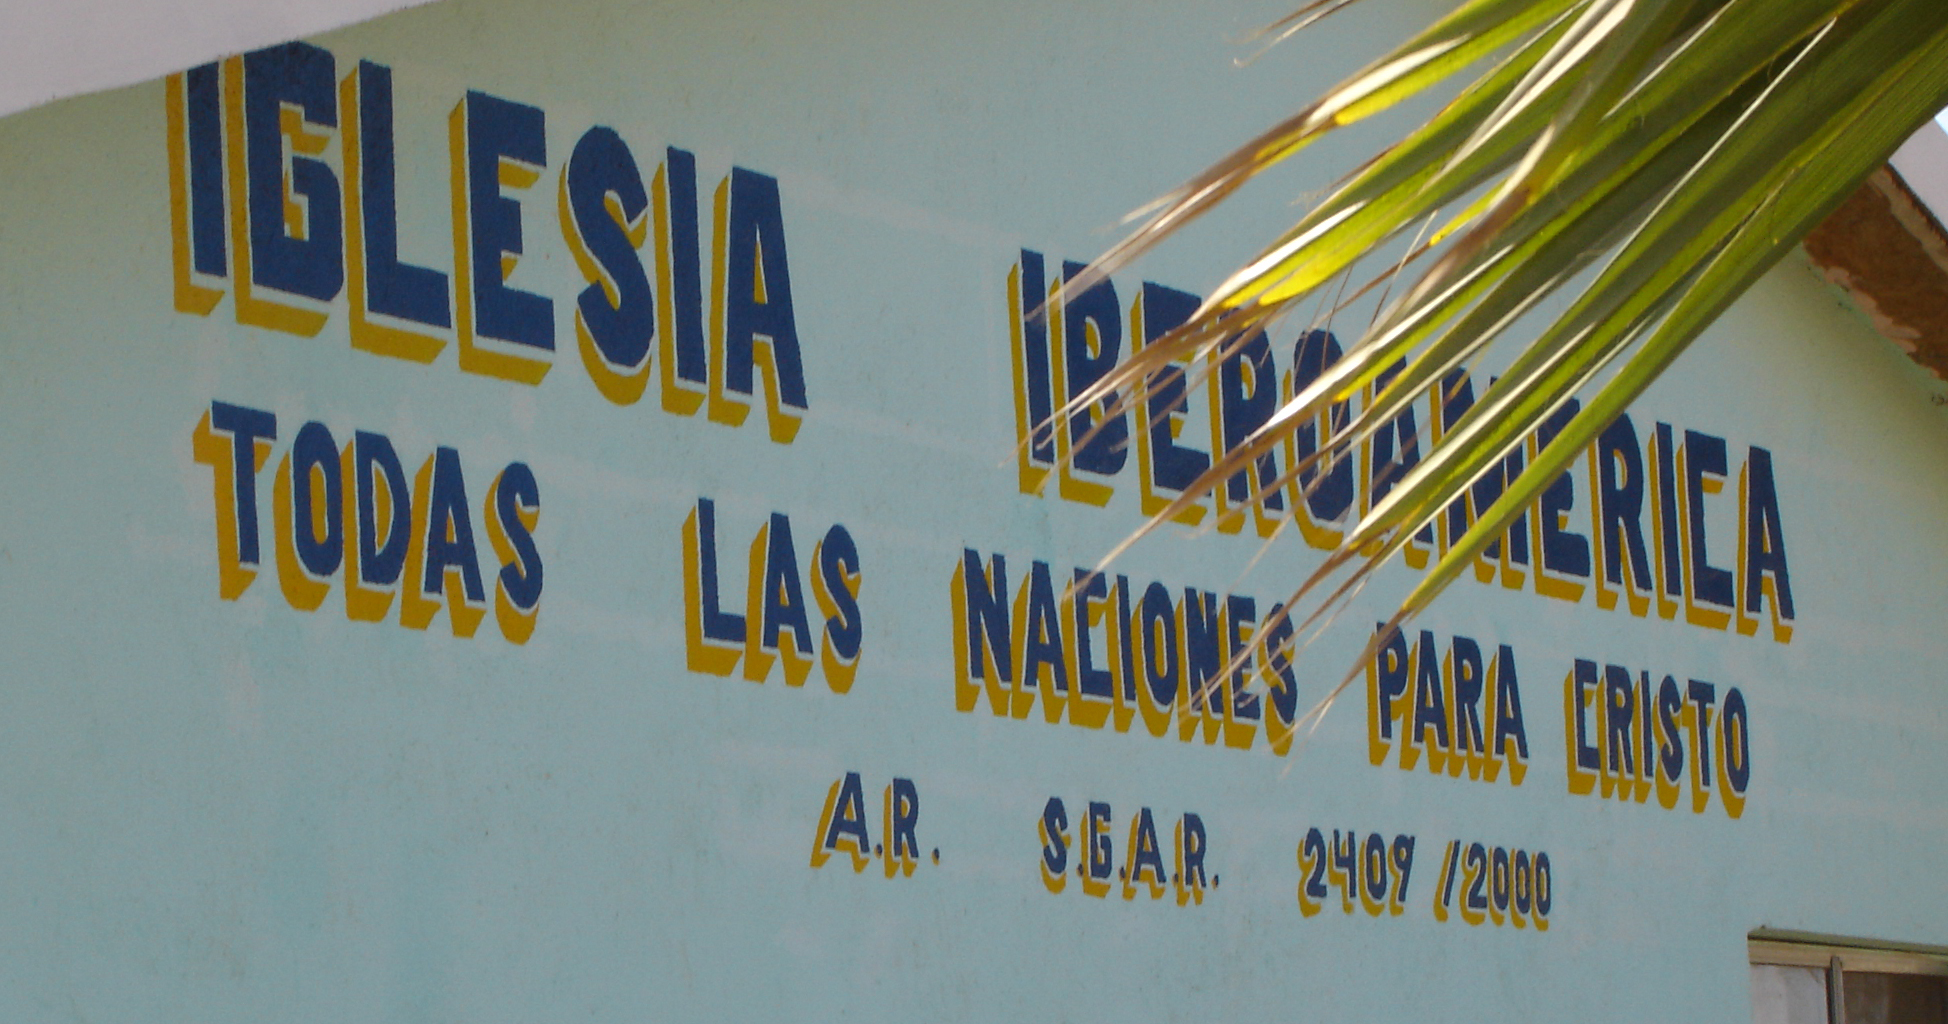 IGLESIA IBEROAMERICA
TODAS LAS NACIONES PARA CRISTO
A.R. S.G.A.R. 2409 /2000